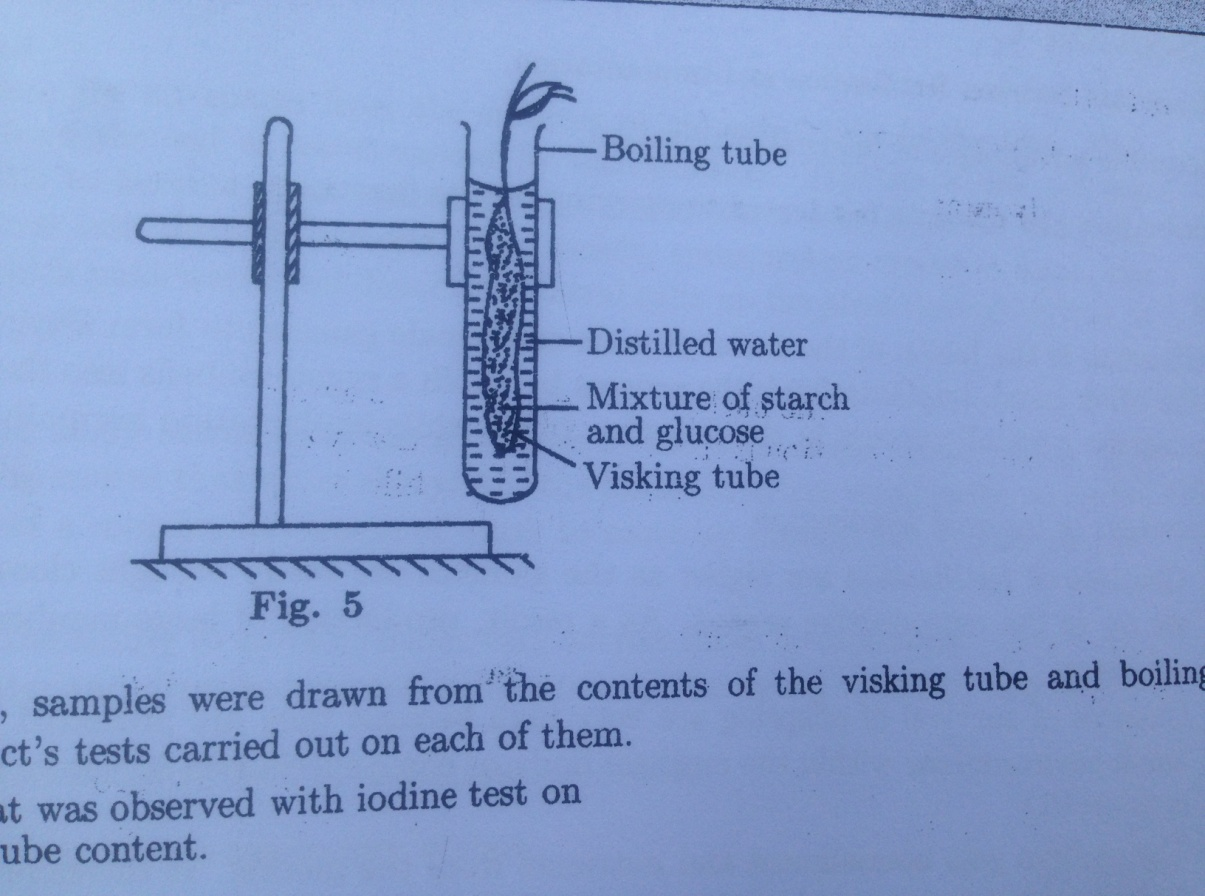 Boiling tube
Distilled water
Mixture of starch
and glucose
Visking tube
Fig. 5
, samples were drawn from the contents of the visking tube and boiling
ct's tests carried out on each of them.
at was observed with iodine test on
ube content.